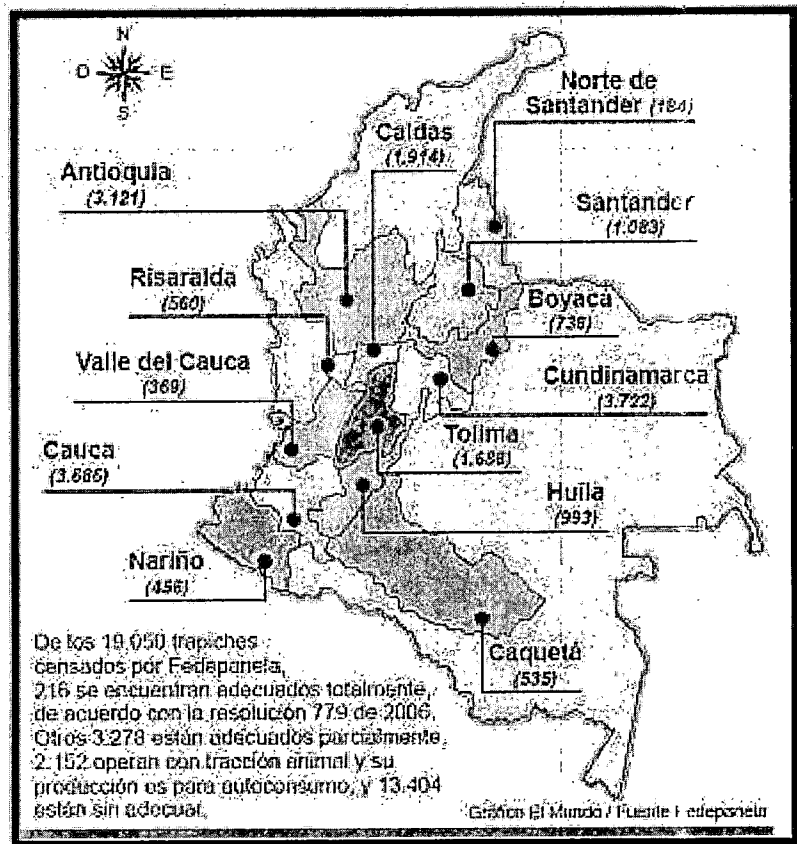 N
O E
S
Norte de
Santander (184)
Caldas
(1.914)
Antioquia
(3.121)
Santander
(1.083)
Risaralda
(560)
Boyacá
(736)
Valle del Cauca
(369)
Cundinamarca
(3.722)
Tolima
(1.698)
Cauca
Huila
(993)
Nariño
(456)
Caquetá
(535)
De los 19.050 trapiches
censados por Fedepanela,
216 se encuentran adecuados totalmente,
de acuerdo con la resolución 779 de 2006.
Otros 3.278 están adecuados parcialmente,
2.152 operan con tracción animal y su
producción es para autoconsumo, y 13.404
están sin adecuar.
Gráfico El Mundo / Fuente Fedepanela